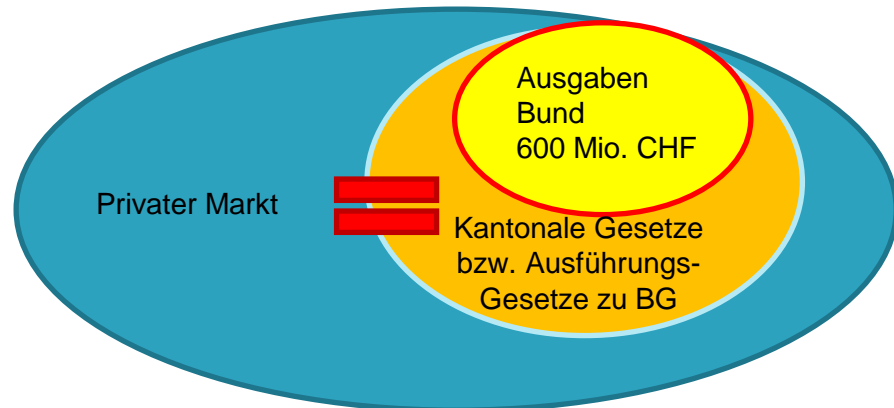 Ausgaben
Bund
600 Mio. CHF
Privater Markt
Kantonale Gesetze
bzw. Ausführungs-
Gesetze zu BG